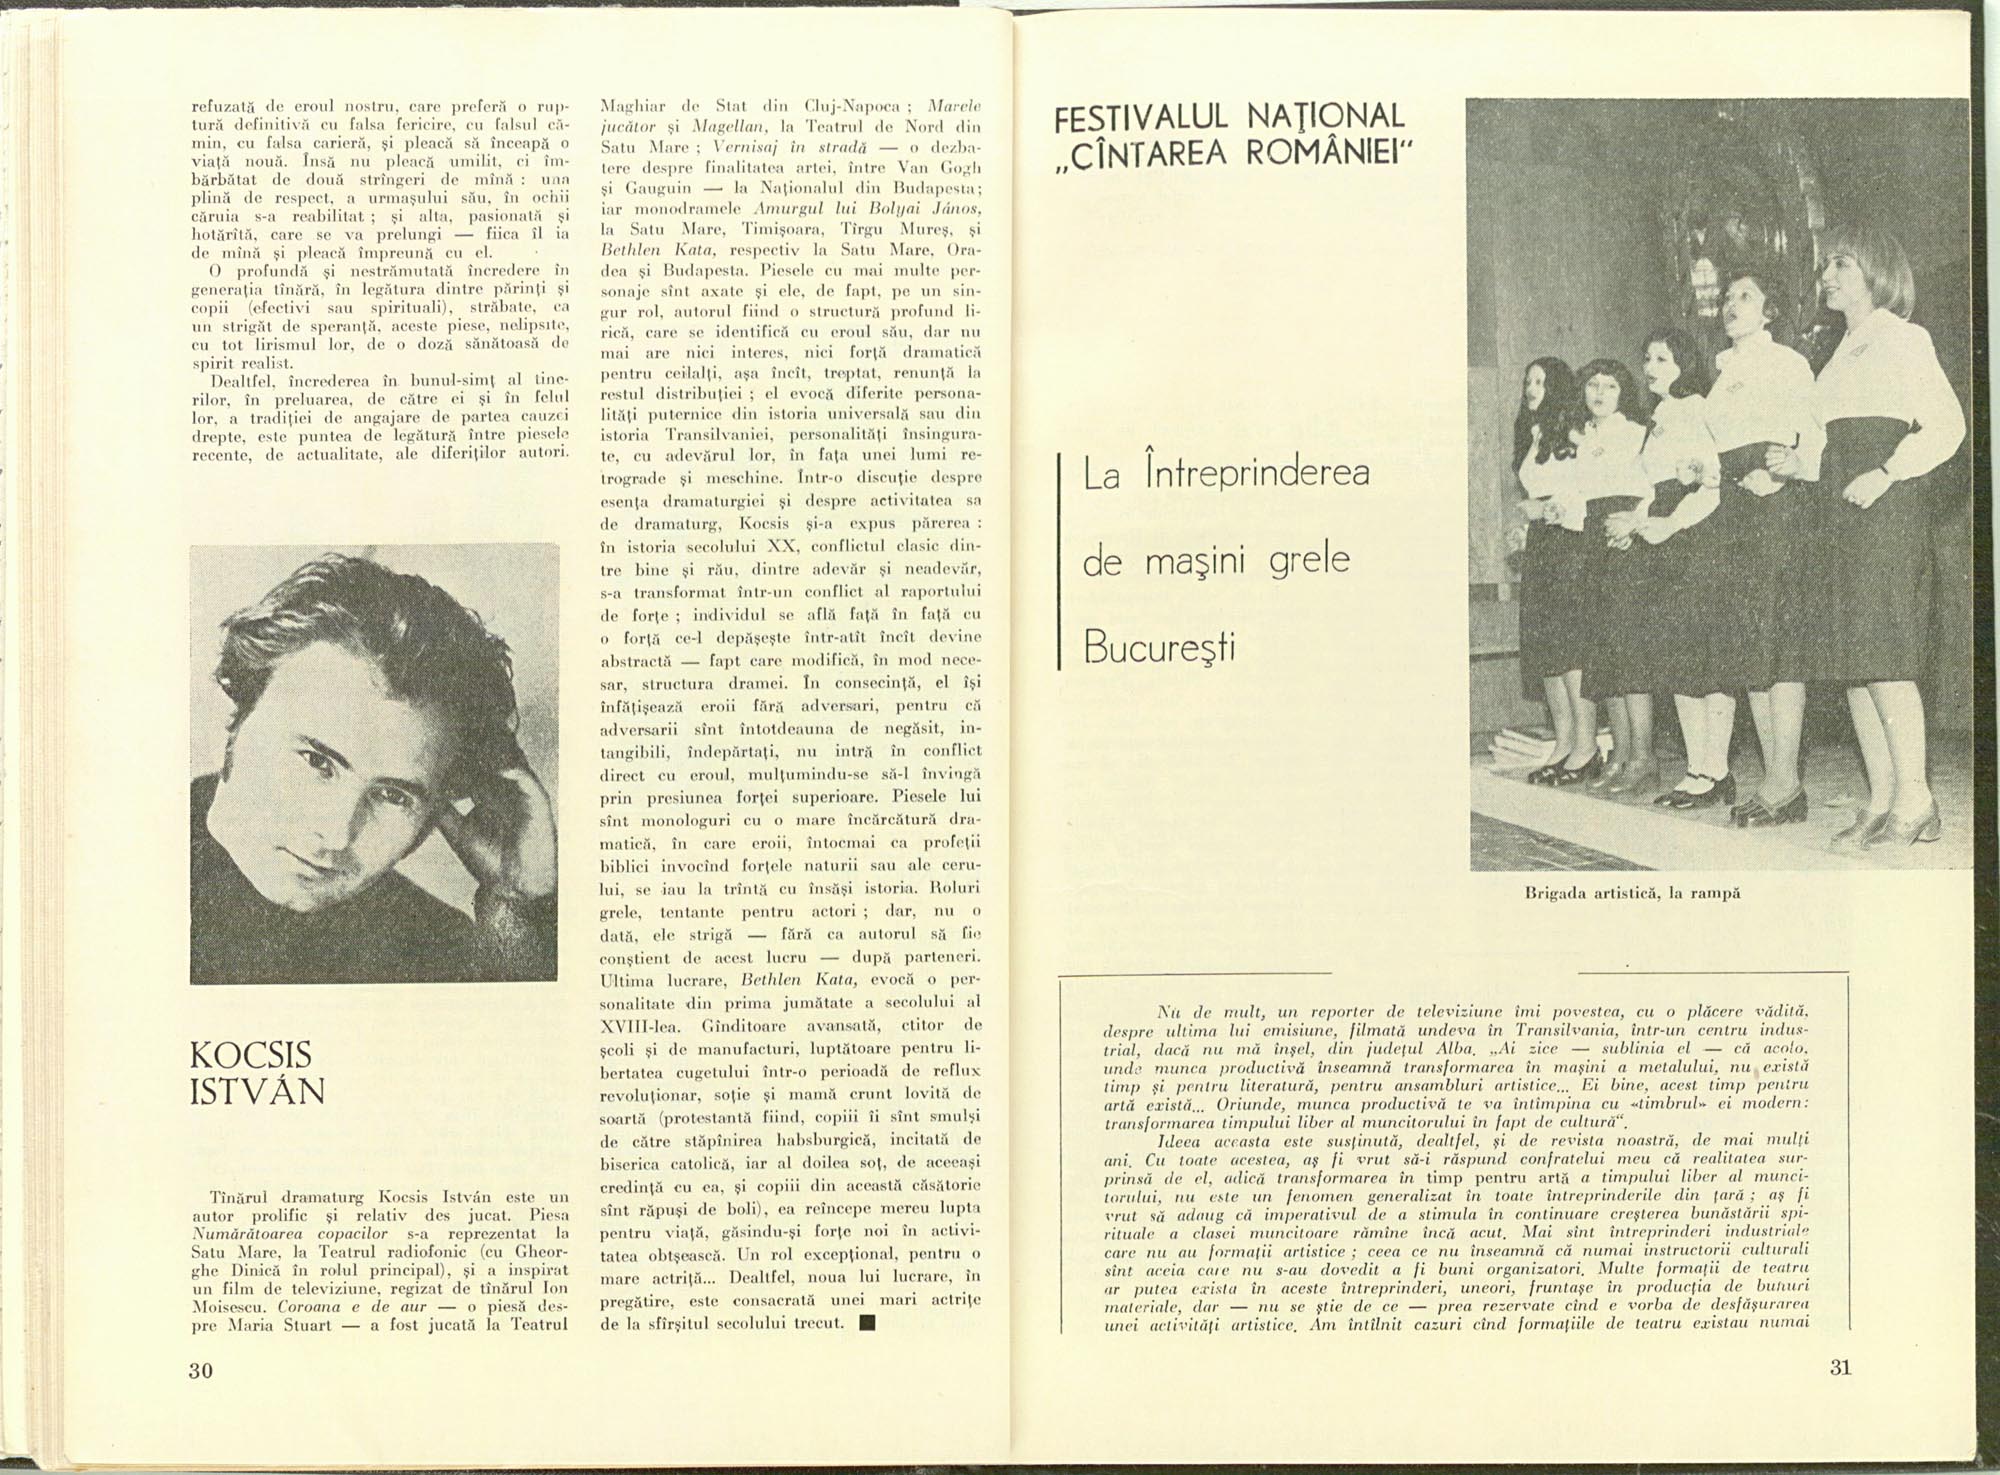 refuzată de eroul nostru, care preferă o rup-
tură definitivă cu falsa fericire, cu falsul că-
min, cu falsa carieră, și pleacă să înceapă o
viață nouă. Însă nu pleacă umilit, ci îm-
bărbătat de două strîngeri de mînă : una
plină de respect, a urmașului său, în ochii
căruia s-a reabilitat ; și alta, pasionată și
hotărîtă, care se va prelungi — fiica îl ia
de mînă și pleacă împreună cu el.
O profundă și nestrămutată încredere în
generația tînără, în legătura dintre părinți și
copii (efectivi sau spirituali), străbate, ca
un strigăt de speranță, aceste piese, nelipsite,
cu tot lirismul lor, de o doză sănătoasă de
spirit realist.
Dealtfel, încrederea în bunul-simț al tine-
rilor, în preluarea, de către ei și în felul
lor, a tradiției de angajare de partea cauzei
drepte, este puntea de legătură între piesele
recente, de actualitate, ale diferiților autori.
KOCSIS
ISTVÁN
Tînărul dramaturg Kocsis István este un
autor prolific și relativ des jucat. Piesa
Numărătoarea copacilor s-a reprezentat la
Satu Mare, la Teatrul radiofonic (cu Gheor-
ghe Dinică în rolul principal), și a inspirat
un film de televiziune, regizat de tînărul Ion
Moisescu. Coroana e de aur — o piesă des-
pre Maria Stuart — a fost jucată la Teatrul
30
Maghiar de Stat din Cluj-Napoca ; Marele
jucător și Magellan, la Teatrul de Nord din
Satu Mare ; Vernisaj în stradă — o dezba-
tere despre finalitatea artei, între Van Gogh
și Gauguin — la Naționalul din Budapesta;
iar monodramele Amurgul lui Bolyai János,
la Satu Mare, Timișoara, Tîrgu Mureș, și
Bethlen Kata, respectiv la Satu Mare, Ora-
dea și Budapesta. Piesele cu mai multe per-
sonaje sînt axate și ele, de fapt, pe un sin-
gur rol, autorul fiind o structură profund li-
rică, care se identifică cu eroul său, dar nu
mai are nici interes, nici forță dramatică
pentru ceilalți, așa încît, treptat, renunță la
restul distribuției ; el evocă diferite persona-
lități puternice din istoria universală sau din
istoria Transilvaniei, personalități însingura-
te, cu adevărul lor, în fața unei lumi re-
trograde și meschine. Într-o discuție despre
esența dramaturgiei și despre activitatea sa
de dramaturg, Kocsis și-a expus părerea :
în istoria secolului XX, conflictul clasic din-
tre bine și rău, dintre adevăr și neadevăr,
s-a transformat într-un conflict al raportului
de forțe ; individul se află față în față cu
o forță ce-l depășește într-atît încît devine
abstractă — fapt care modifică, în mod nece-
sar, structura dramei. În consecință, el își
înfățișează eroii fără adversari, pentru că
adversarii sînt întotdeauna de negăsit, in-
tangibili, îndepărtați, nu intră în conflict
direct cu eroul, mulțumindu-se să-l învingă
prin presiunea forței superioare. Piesele lui
sînt monologuri cu o mare încărcătură dra-
matică, în care eroii, întocmai ca profeții
biblici invocînd forțele naturii sau ale ceru-
lui, se iau la trîntă cu însăși istoria. Roluri
grele, tentante pentru actori ; dar, nu o
dată, ele strigă — fără ca autorul să fie
conștient de acest lucru — după parteneri.
Ultima lucrare, Bethlen Kata, evocă o per-
sonalitate din prima jumătate a secolului al
XVIII-lea. Gînditoare avansată, ctitor de
școli și de manufacturi, luptătoare pentru li-
bertatea cugetului într-o perioadă de reflux
revoluționar, soție și mamă crunt lovită de
soartă (protestantă fiind, copiii îi sînt smulși
de către stăpînirea habsburgică, incitată de
biserica catolică, iar al doilea soț, de aceeași
credință cu ea, și copiii din această căsătorie
sînt răpuși de boli), ea reîncepe mereu lupta
pentru viață, găsindu-și forțe noi în activi-
tatea obtșească. Un rol excepțional, pentru o
mare actriță... Dealtfel, noua lui lucrare, în
pregătire, este consacrată unei mari actrițe
de la sfîrșitul secolului trecut.
FESTIVALUL NAȚIONAL
„CÎNTAREA ROMÂNIEI“
La Întreprinderea
de mașini grele
București
Brigada artistică, la rampă
Nu de mult, un reporter de televiziune îmi povestea, cu o plăcere vădită,
despre ultima lui emisiune, filmată undeva în Transilvania, într-un centru indus-
trial, dacă nu mă înșel, din județul Alba. „Ai zice — sublinia el — că acolo,
unde munca productivă înseamnă transformarea în mașini a metalului, nu există
timp și pentru literatură, pentru ansambluri artistice... Ei bine, acest timp pentru
artă există... Oriunde, munca productivă te va întîmpina cu «timbrul» ei modern:
transformarea timpului liber al muncitorului în fapt de cultură“.
Ideea aceasta este susținută, dealtfel, și de revista noastră, de mai mulți
ani. Cu toate acestea, aș fi vrut să-i răspund confratelui meu că realitatea sur-
prinsă de el, adică transformarea în timp pentru artă a timpului liber al munci-
torului, nu este un fenomen generalizat în toate întreprinderile din țară ; aș fi
vrut să adaug că imperativul de a stimula în continuare creșterea bunăstării spi-
rituale a clasei muncitoare rămîne încă acut. Mai sînt întreprinderi industriale
care nu au formații artistice ; ceea ce nu înseamnă că numai instructorii culturali
sînt aceia care nu s-au dovedit a fi buni organizatori. Multe formații de teatru
ar putea exista în aceste întreprinderi, uneori, fruntașe în producția de bunuri
materiale, dar — nu se știe de ce — prea rezervate cînd e vorba de desfășurarea
unei activități artistice. Am întîlnit cazuri cînd formațiile de teatru existau numai
31